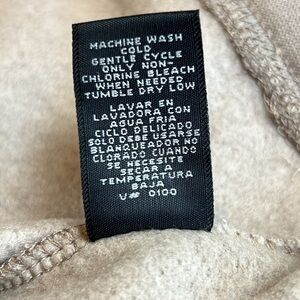 MACHINE WASH
COLD
GENTLE CYCLE
ONLY NON-
CHLORINE BLEACH
WHEN NEEDED
TUMBLE DRY LOW
LAVAR EN
LAVADORA CON
AGUA FRIA
CICLO DELICADO
SOLO DEBE USARSE
BLANQUEADOR NO
CLORADO CUANDO
SE NECESITE
SECAR A
TEMPERATURA
BAJA
V# 0100